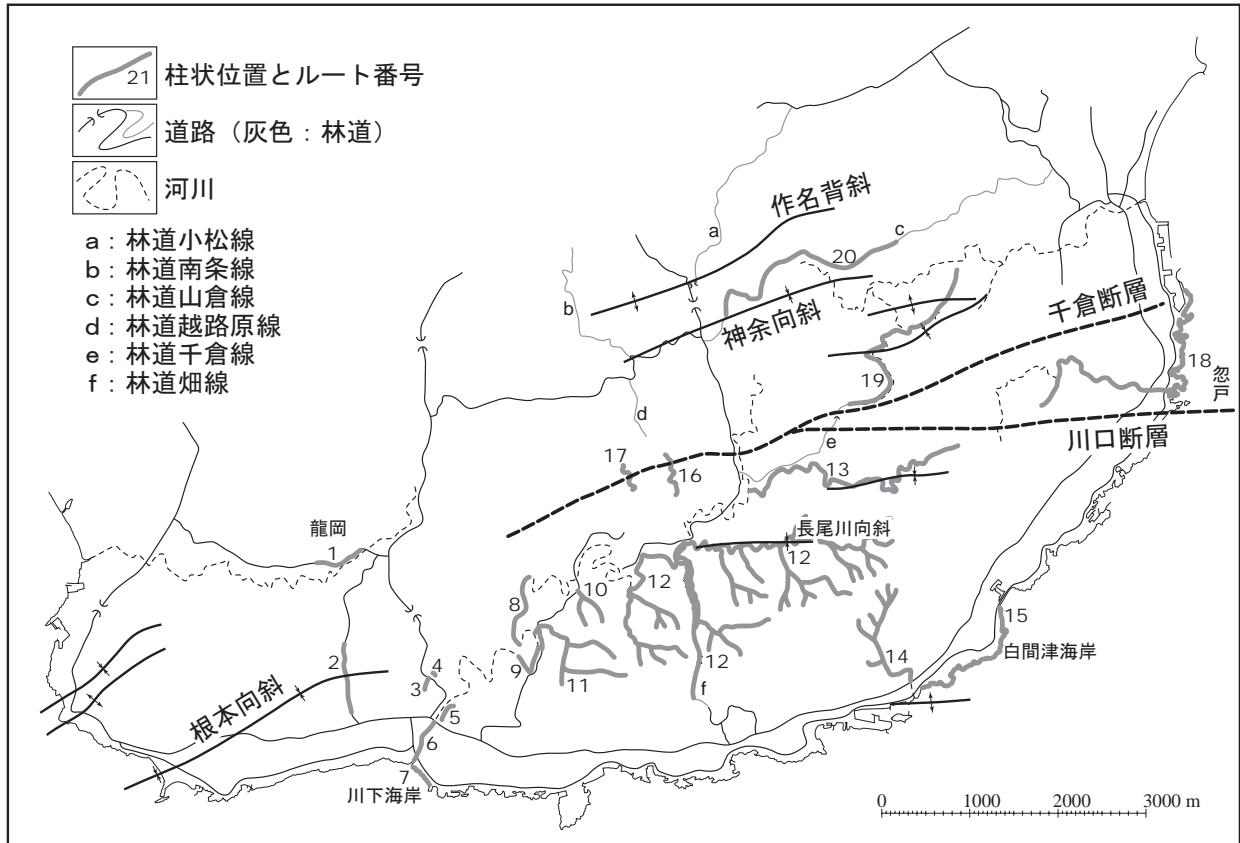 21 柱状位置とルート番号
道路（灰色：林道）
河川
a：林道小松線
b：林道南条線
c：林道山倉線
d：林道越路原線
e：林道千倉線
f：林道畑線
作名背斜
a
c
20
b
神余向斜
千倉断層
18
忽戸
19
d
e
川口断層
17
16
13
龍岡
1
長尾川向斜
12
12
10
8
15
2
4
3
9
11
12
14
白間津海岸
f
根本向斜
5
6
7
川下海岸
0 1000 2000 3000 m